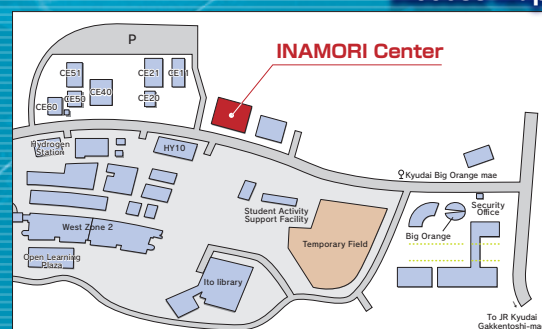 P
INAMORI Center
CE51
CE21
CE11
CE40
CE50
CE20
CE60
Hydrogen
Station
HY10
Kyudai Big Orange mae
Student Activity
Support Facility
Security
Office
West Zone 2
Temporary Field
Big Orange
Open Learning
Plaza
Ito library
To JR Kyudai